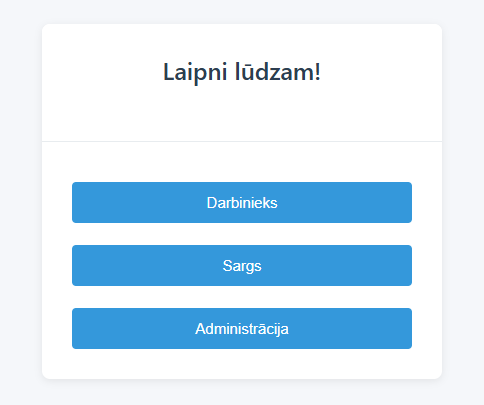 Laipni lūdzam!
Darbinieks
Sargs
Administrācija